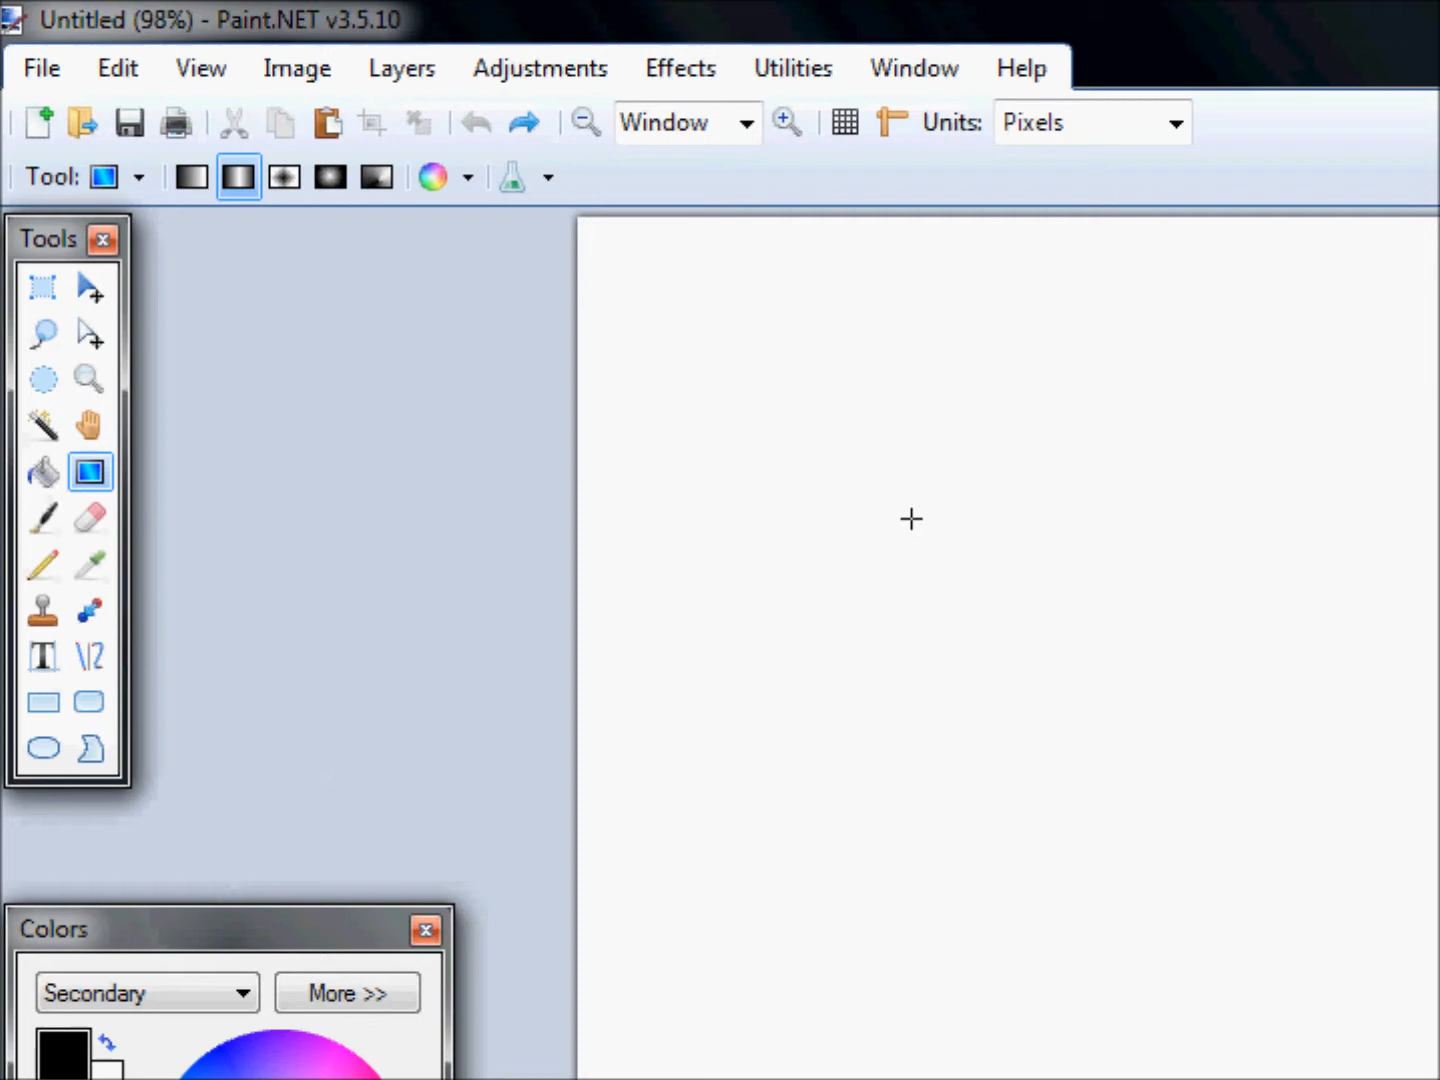 Untitled (98%) - Paint.NET v3.5.10
File Edit View Image Layers Adjustments Effects Utilities Window Help
Window Units: Pixels
Tool:
Tools
Colors
Secondary More >>